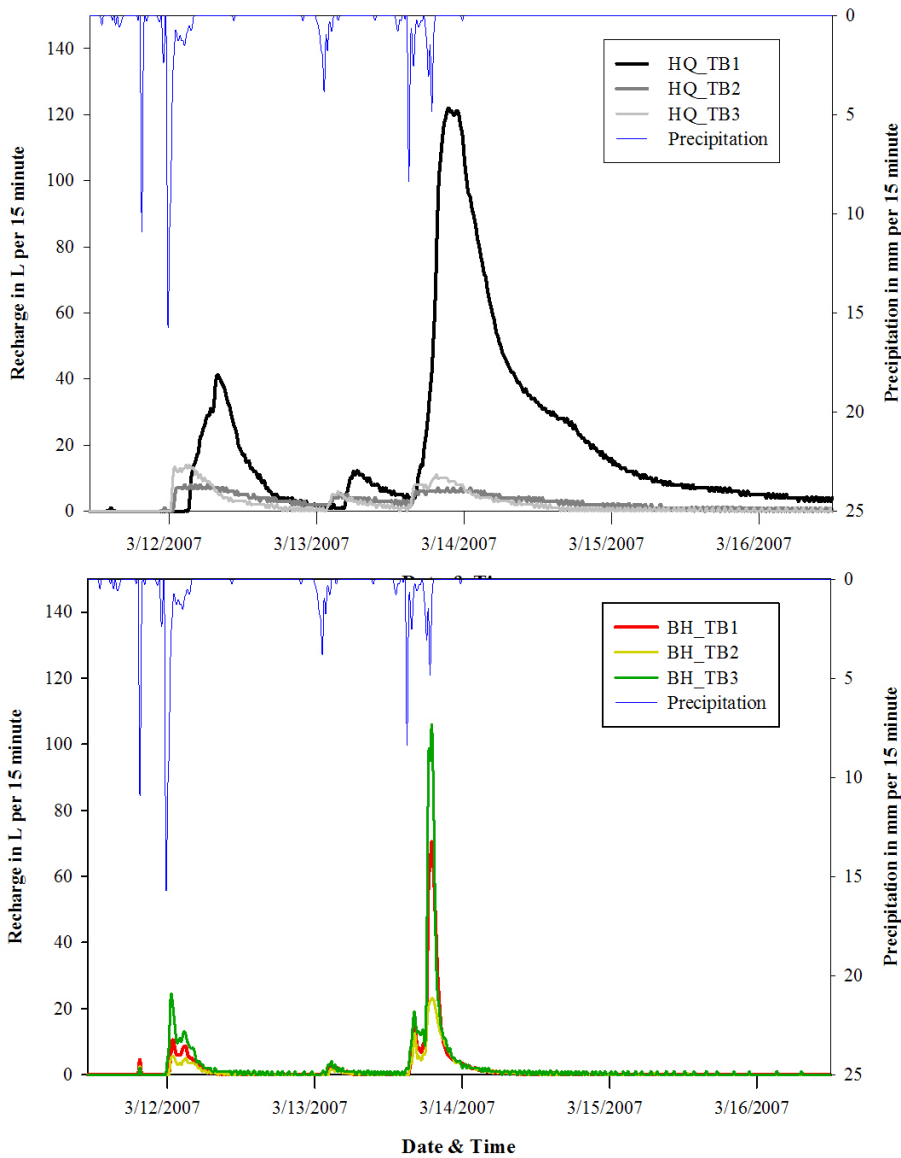 140
120
100
80
60
40
20
0
Recharge in L per 15 minute
HQ_TB1
HQ_TB2
HQ_TB3
Precipitation
0
5
10
15
20
25
Precipitation in mm per 15 minute
3/12/2007 3/13/2007 3/14/2007 3/15/2007 3/16/2007
140
120
100
80
60
40
20
0
Recharge in L per 15 minute
BH_TB1
BH_TB2
BH_TB3
Precipitation
0
5
10
15
20
25
Precipitation in mm per 15 minute
3/12/2007 3/13/2007 3/14/2007 3/15/2007 3/16/2007
Date & Time